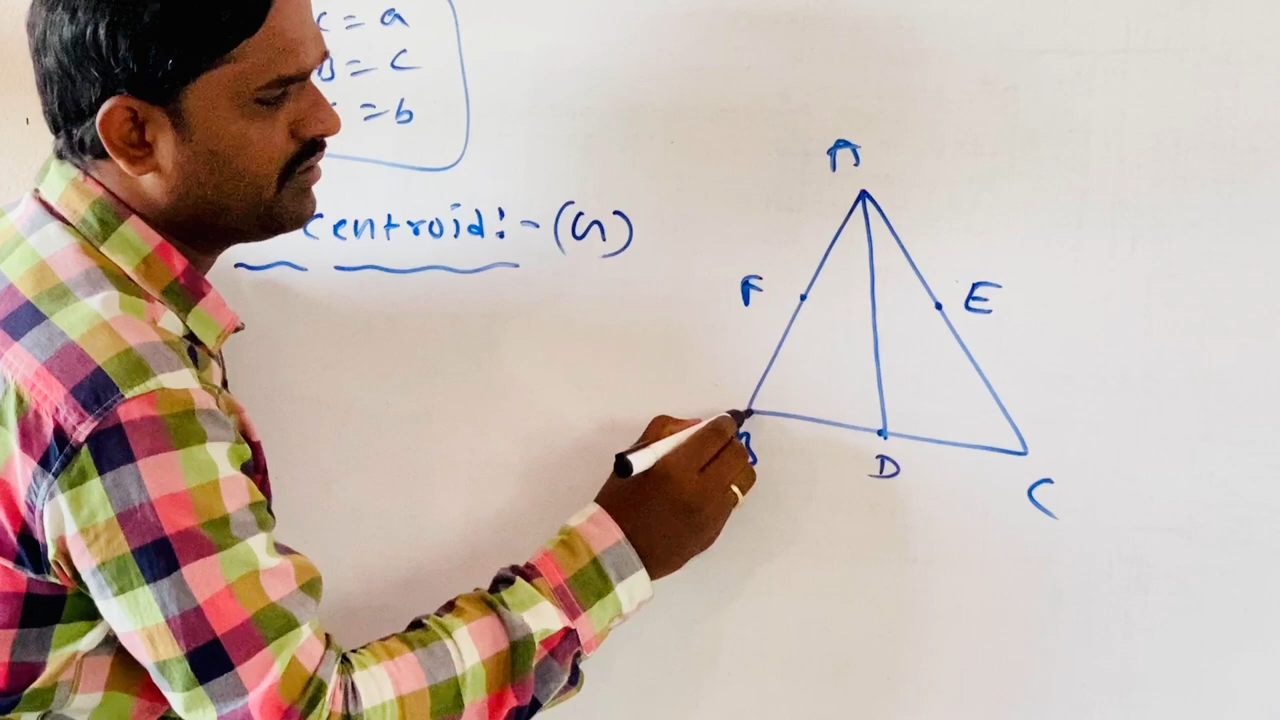 c = a
B = c
= b
centroid:- (G)
A
F
E
B
D
C